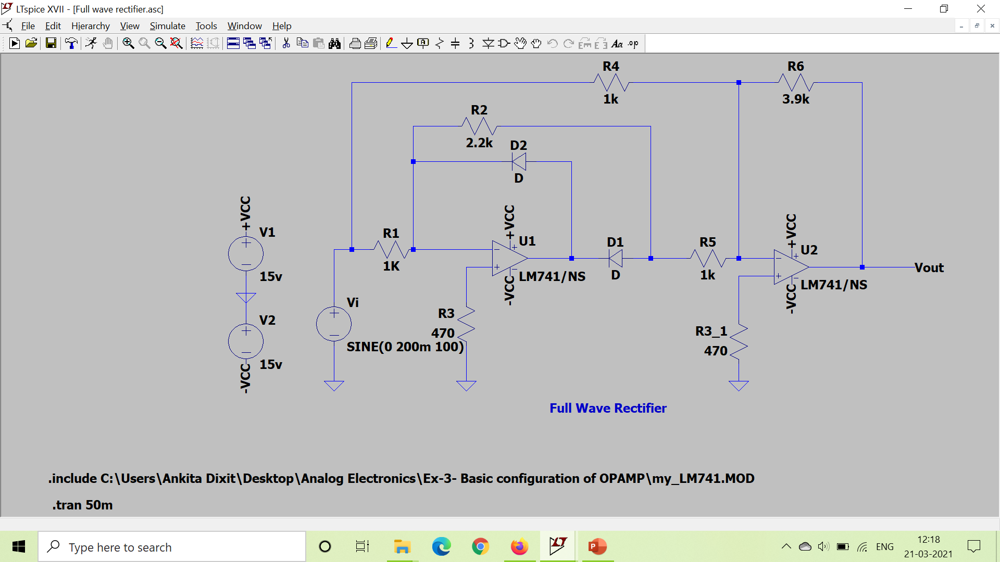 LTspice XVII - [Full wave rectifier.asc]
File Edit Hierarchy View Simulate Tools Window Help
R4
1k
R6
3.9k
R2
2.2k
D2
D
+VCC
V1
15v
V2
15v
-VCC
R1
1K
Vi
SINE(0 200m 100)
+VCC
U1
LM741/NS
-VCC
R3
470
D1
D
R5
1k
+VCC
U2
LM741/NS
-VCC
Vout
R3_1
470
Full Wave Rectifier
.include C:\Users\Ankita Dixit\Desktop\Analog Electronics\Ex-3- Basic configuration of OPAMP\my_LM741.MOD
.tran 50m
Type here to search
ENG
12:18
21-03-2021